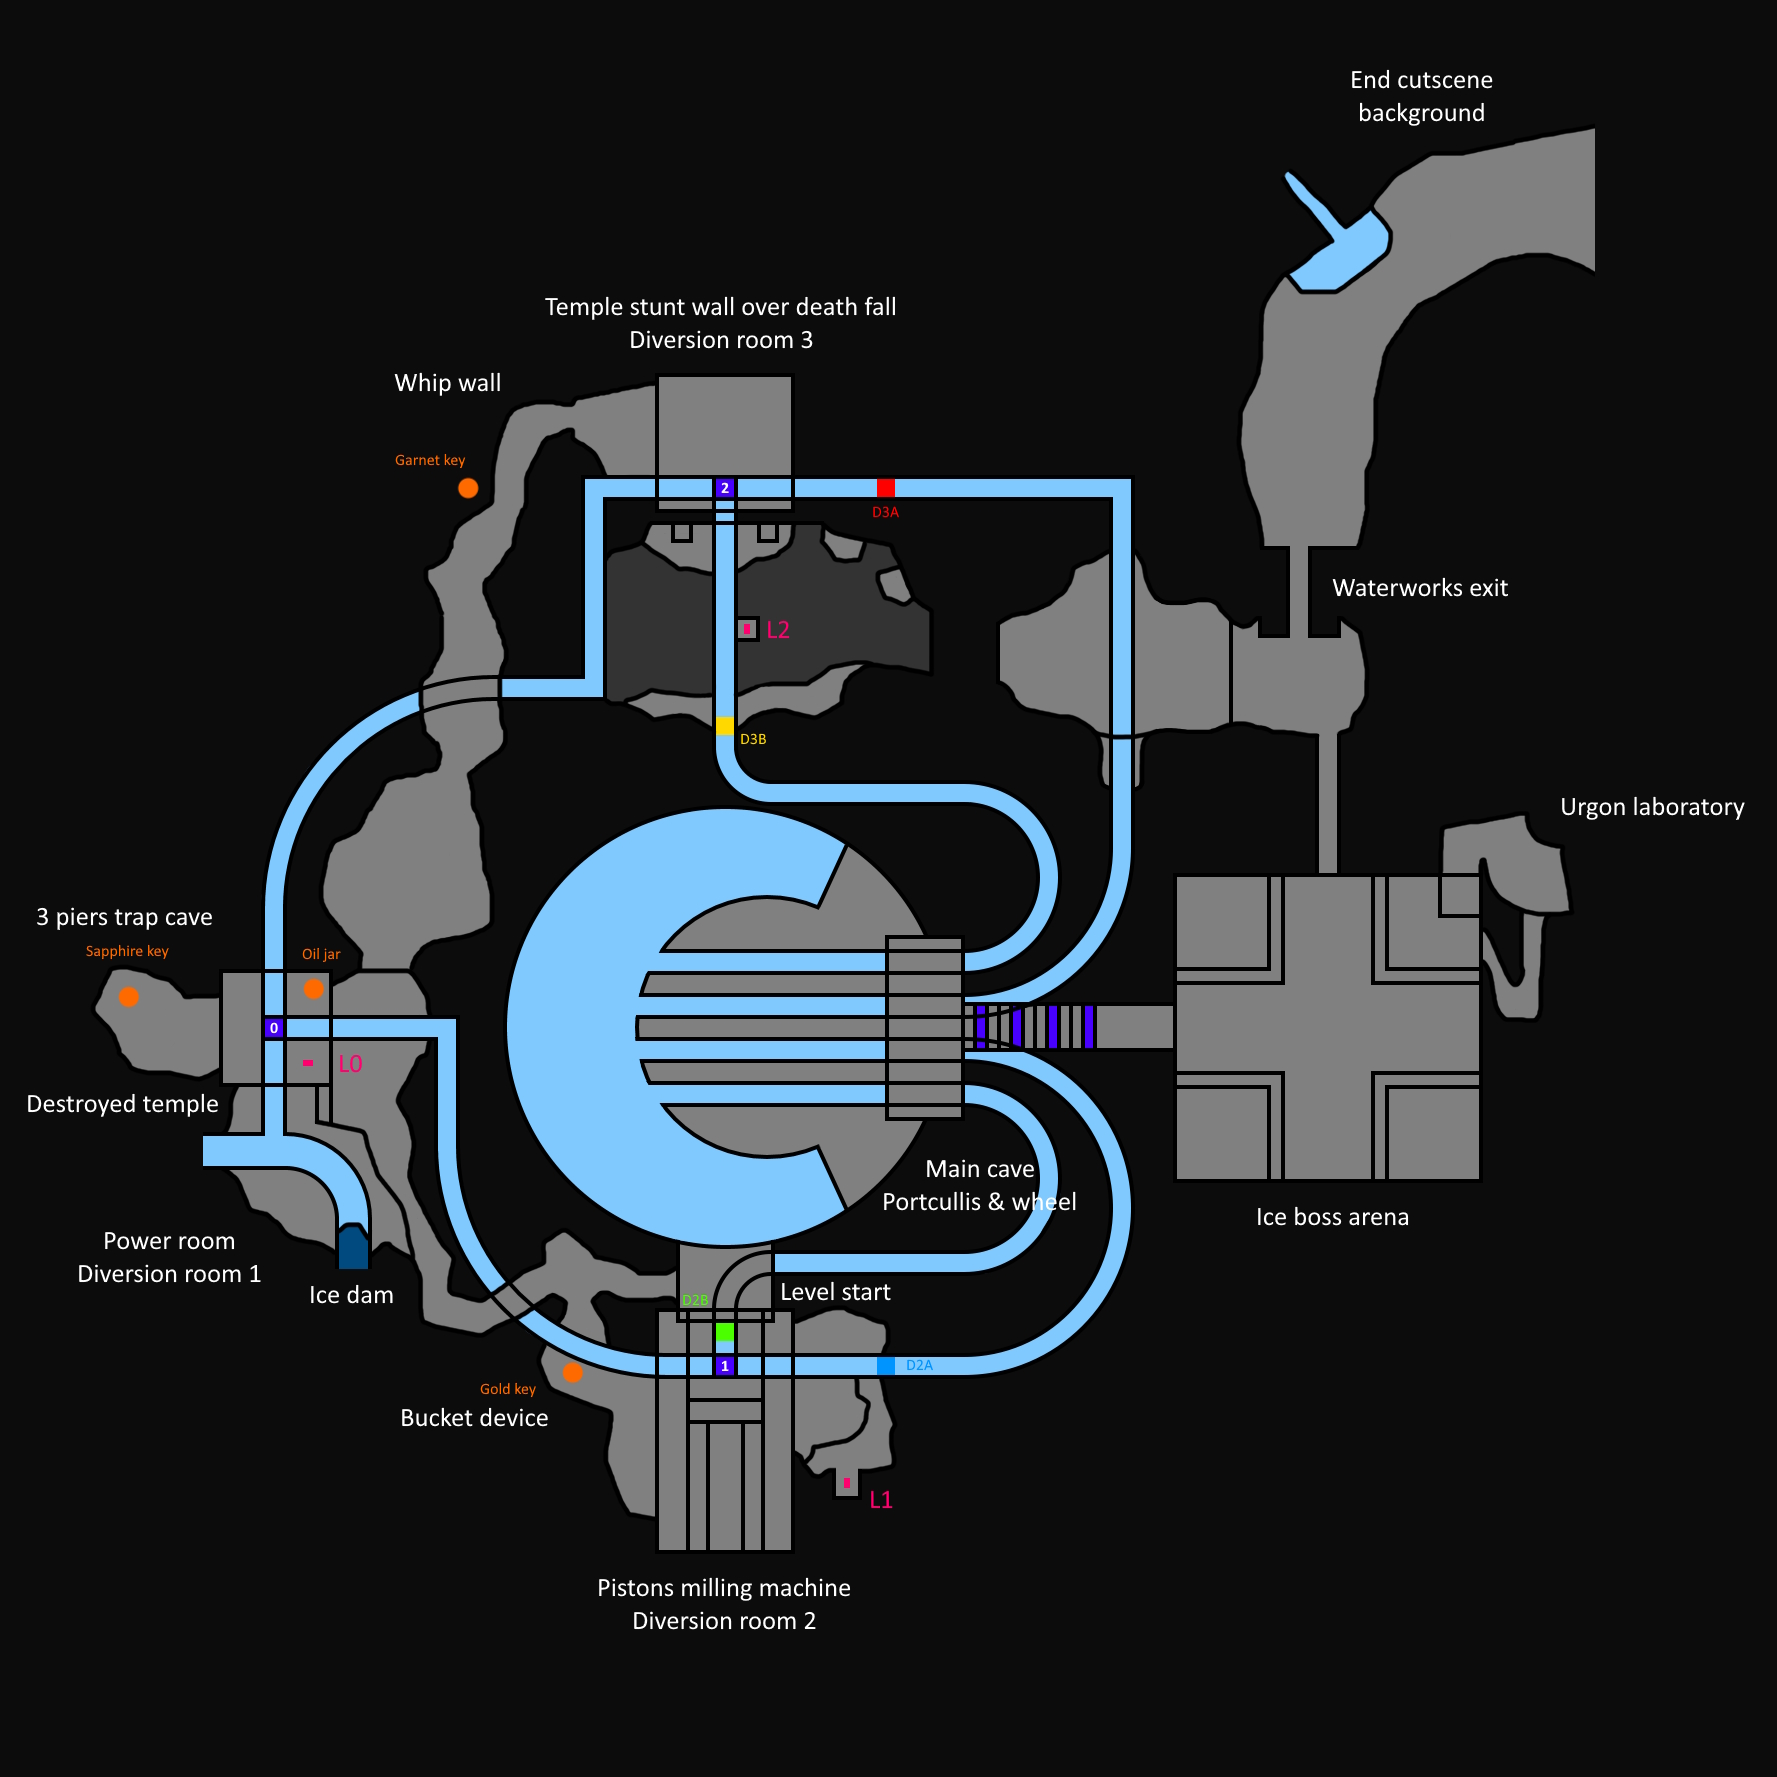 End cutscene
background
Temple stunt wall over death fall
Diversion room 3
Whip wall
Garnet key
2
D3A
Waterworks exit
L2
D3B
Urgon laboratory
3 piers trap cave
Sapphire key
Oil jar
0
L0
Destroyed temple
Main cave
Portcullis & wheel
Ice boss arena
Power room
Diversion room 1
Ice dam
Level start
D2B
1
D2A
Gold key
Bucket device
L1
Pistons milling machine
Diversion room 2